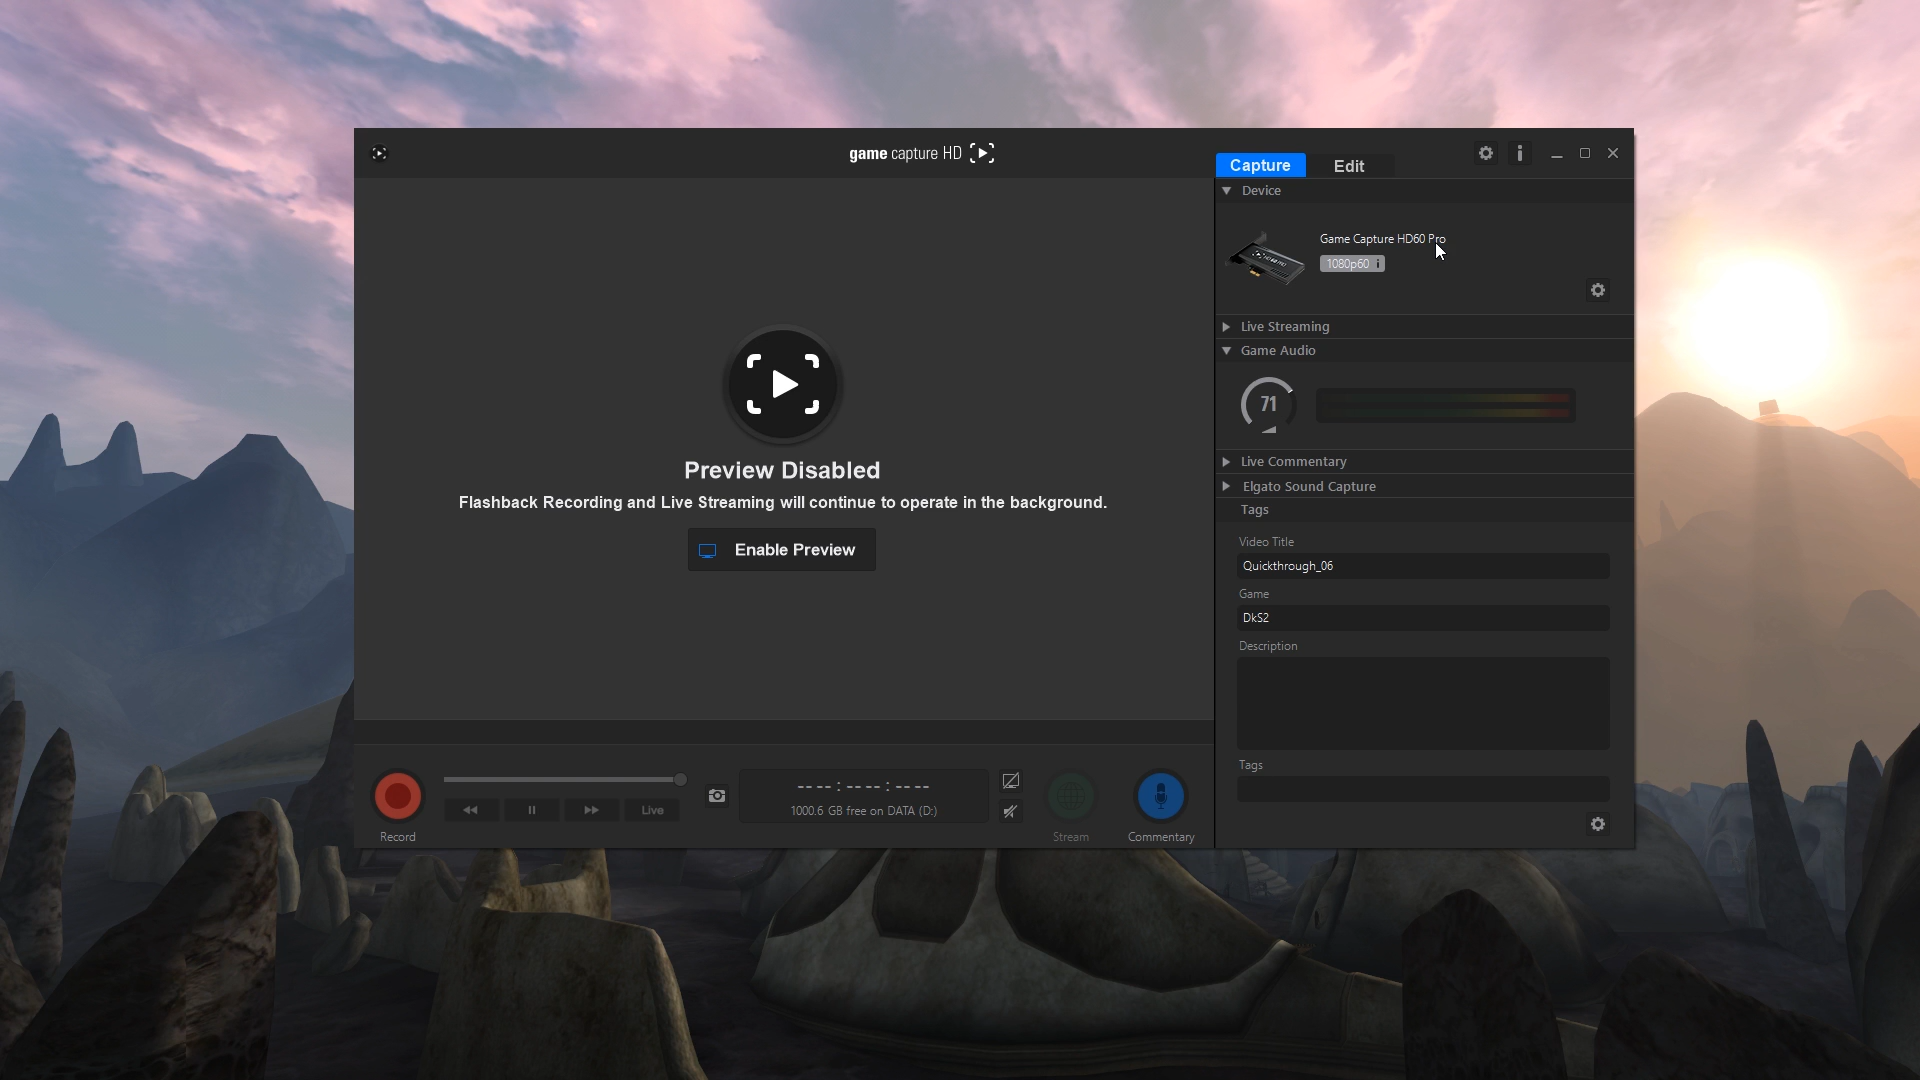 game capture HD
Capture
Edit
Device
Game Capture HD60 Pro
1080p60 i
Live Streaming
Game Audio
71
Live Commentary
Elgato Sound Capture
Tags
Video Title
Quickthrough_06
Game
DkS2
Description
Tags
Preview Disabled
Flashback Recording and Live Streaming will continue to operate in the background.
Enable Preview
Record
Live
-- -- : -- -- : -- --
1000.6 GB free on DATA (D:)
Stream
Commentary